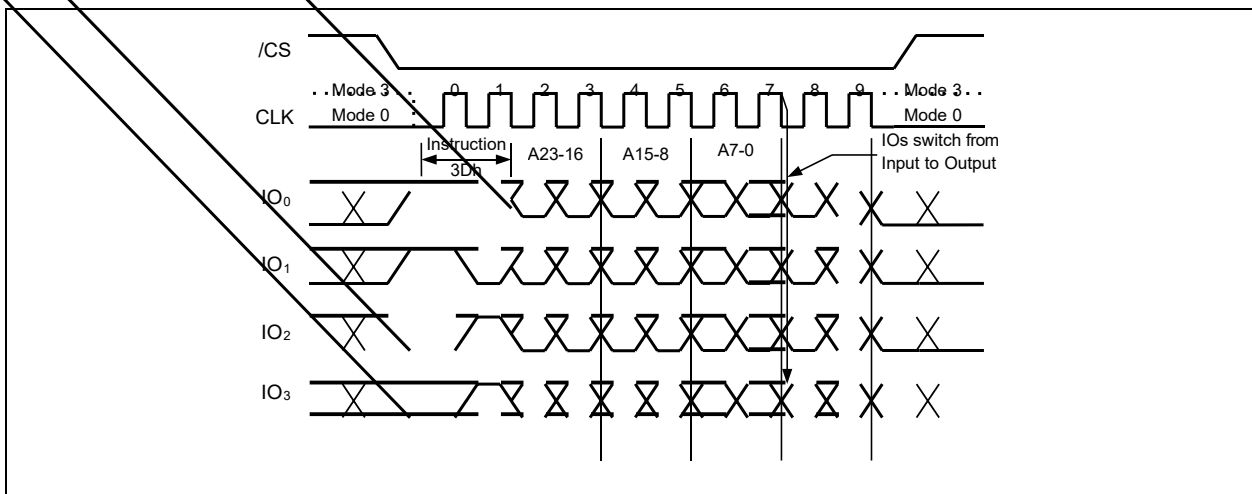 /CS
Mode 3 0 1 2 3 4 5 6 7 8 9 Mode 3
CLK Mode 0 Mode 0
Instruction A23-16 A15-8 A7-0 IOs switch from
3Dh Input to Output
IO₀
IO₁
IO₂
IO₃